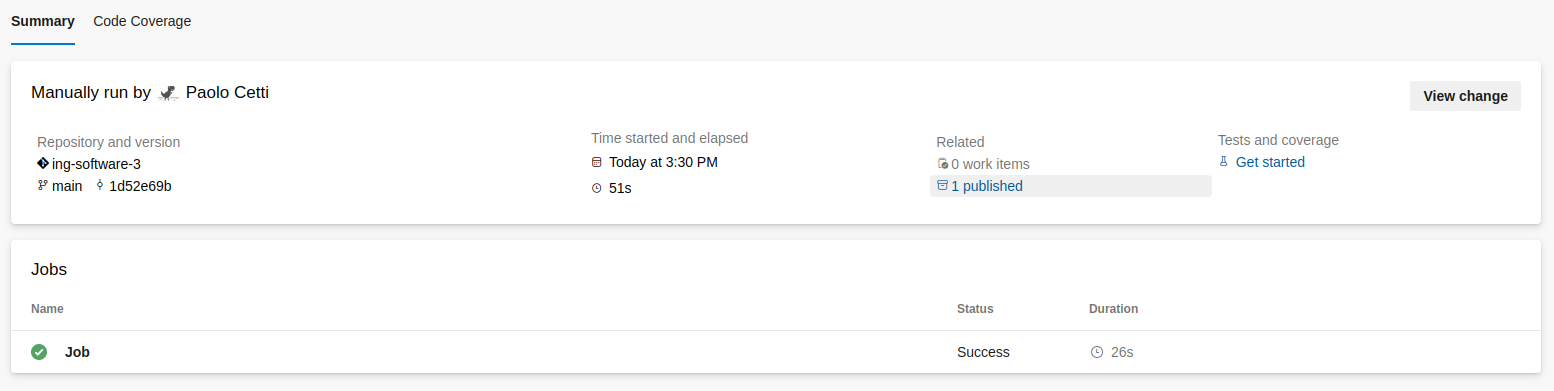 Summary Code Coverage
Manually run by Paolo Cetti
View change
Repository and version
ing-software-3
main 1d52e69b
Time started and elapsed
Today at 3:30 PM
51s
Related
0 work items
1 published
Tests and coverage
Get started
Jobs
Name Status Duration
Job Success 26s